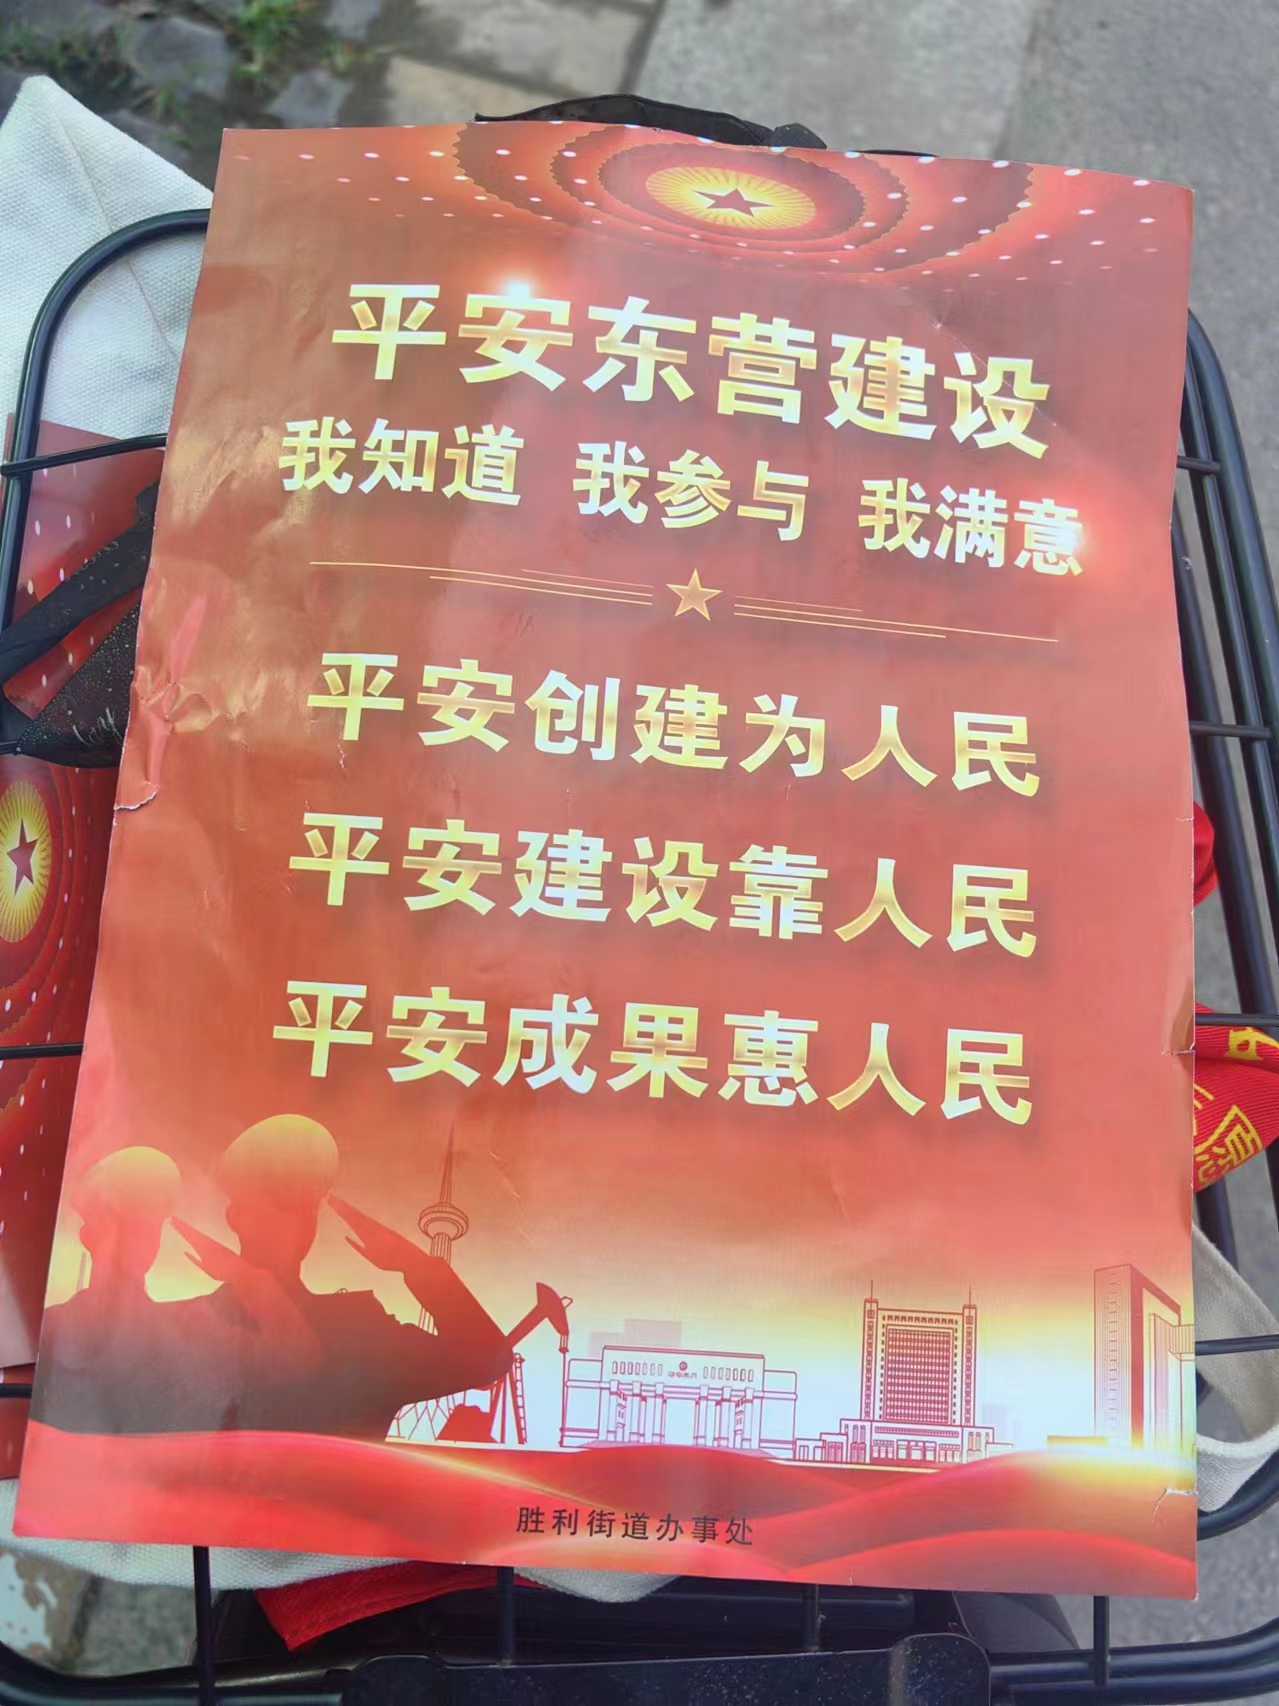 平安东营建设
我知道 我参与 我满意
平安创建为人民
平安建设靠人民
平安成果惠人民
胜利街道办事处